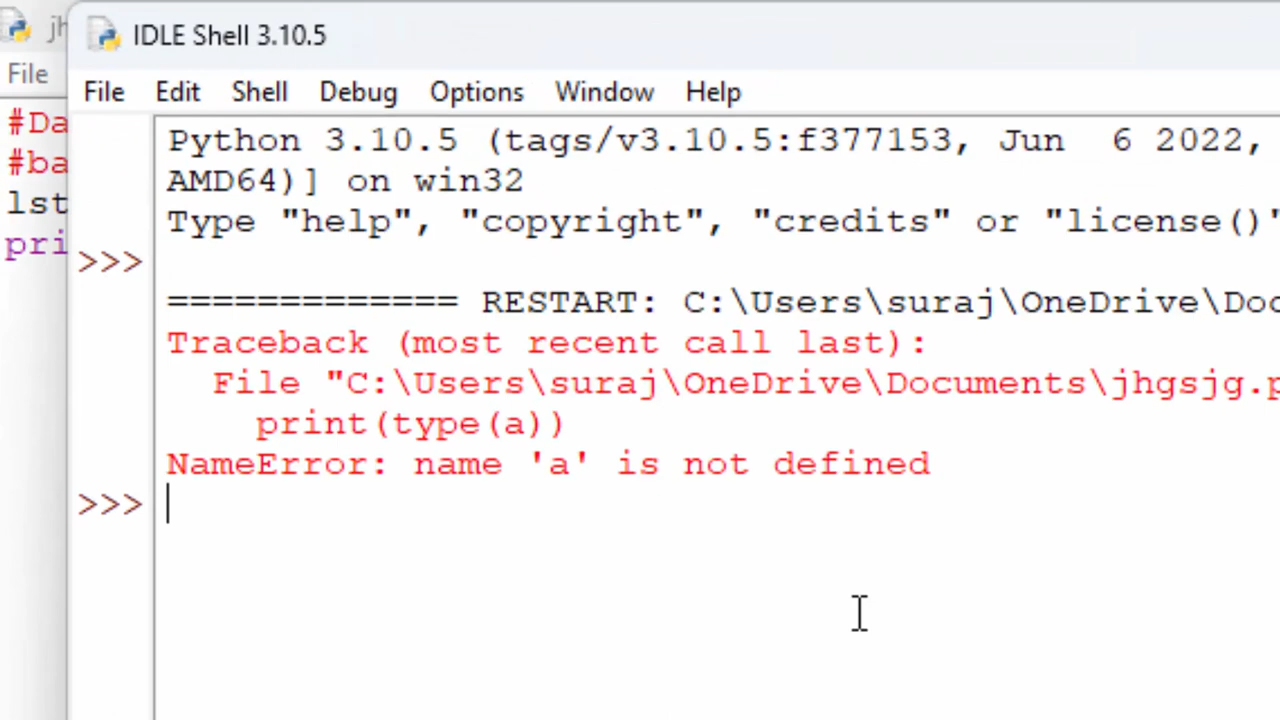 jh
IDLE Shell 3.10.5
File
File Edit Shell Debug Options Window Help
#Da
#ba
lst
pri
Python 3.10.5 (tags/v3.10.5:f377153, Jun 6 2022,
AMD64)] on win32
Type "help", "copyright", "credits" or "license()"
>>>
============= RESTART: C:\Users\suraj\OneDrive\Doc
Traceback (most recent call last):
File "C:\Users\suraj\OneDrive\Documents\jhgsjg.p
print(type(a))
NameError: name 'a' is not defined
>>>